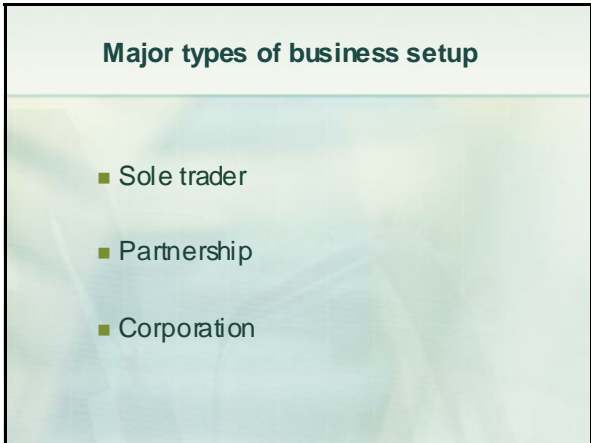 Major types of business setup
Sole trader
Partnership
Corporation